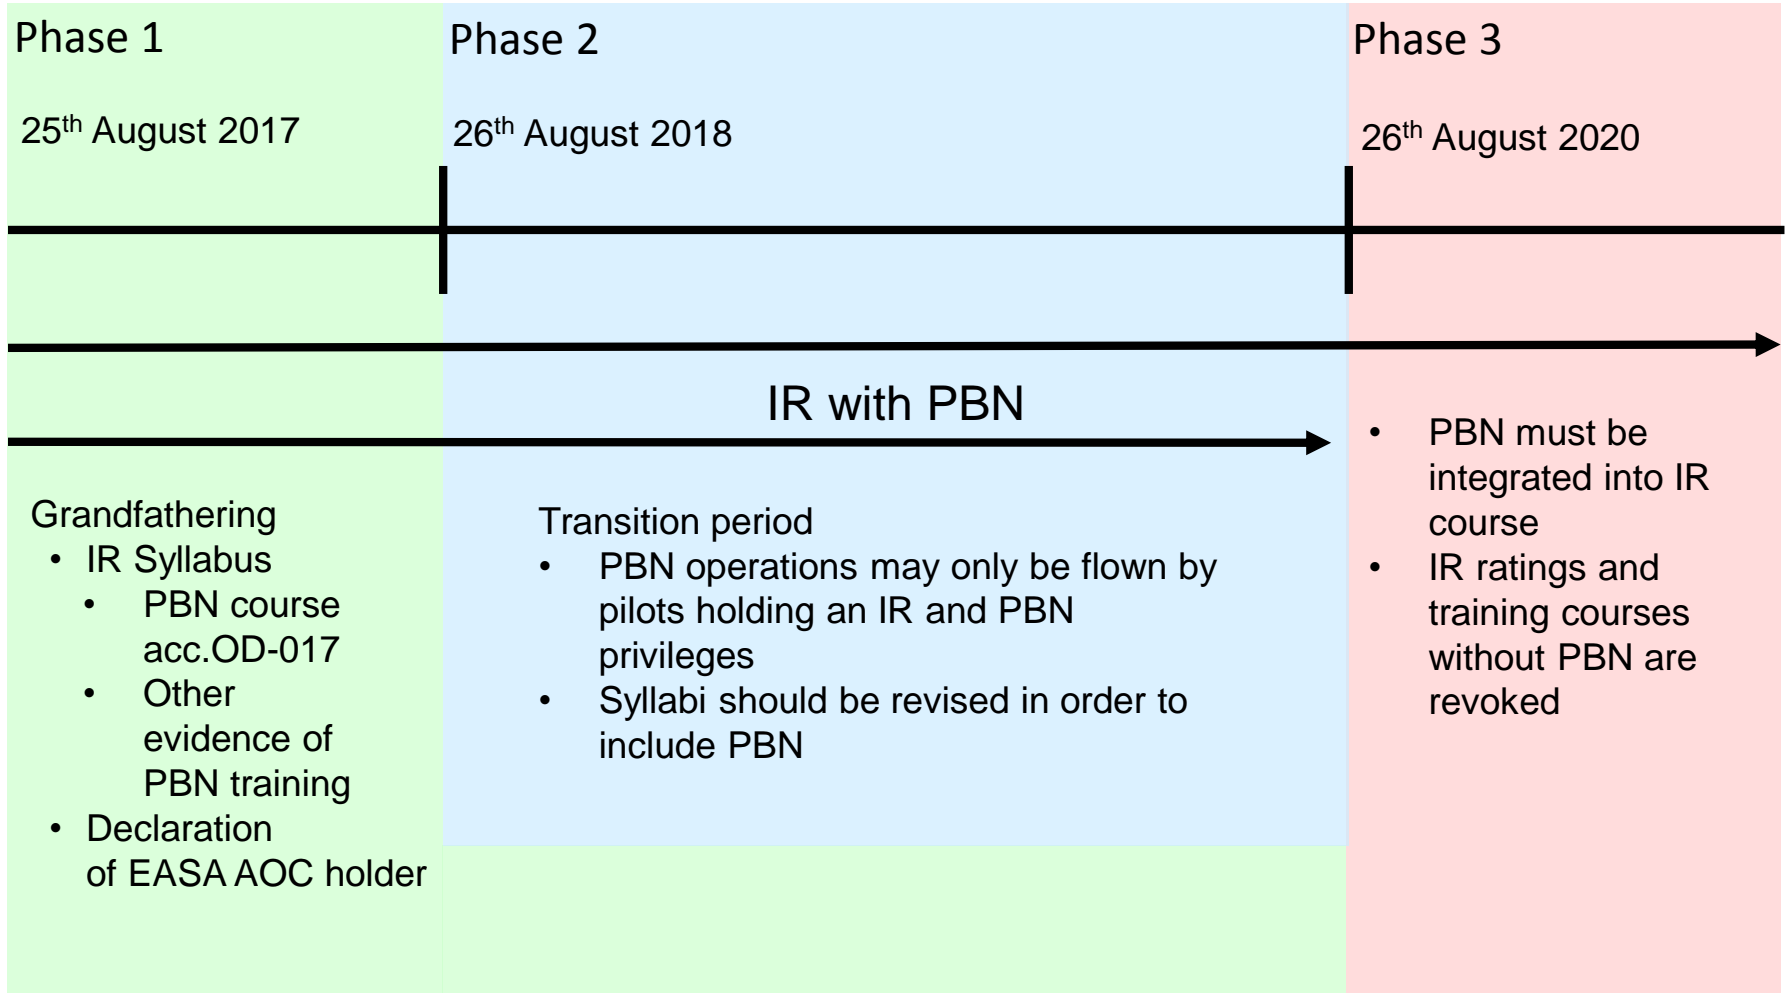 Phase 1
25th August 2017
Phase 2
26th August 2018
Phase 3
26th August 2020
IR with PBN
Grandfathering
• IR Syllabus
• PBN course
acc.OD-017
• Other
evidence of
PBN training
• Declaration
of EASA AOC holder
Transition period
• PBN operations may only be flown by
pilots holding an IR and PBN
privileges
• Syllabi should be revised in order to
include PBN
• PBN must be
integrated into IR
course
• IR ratings and
training courses
without PBN are
revoked